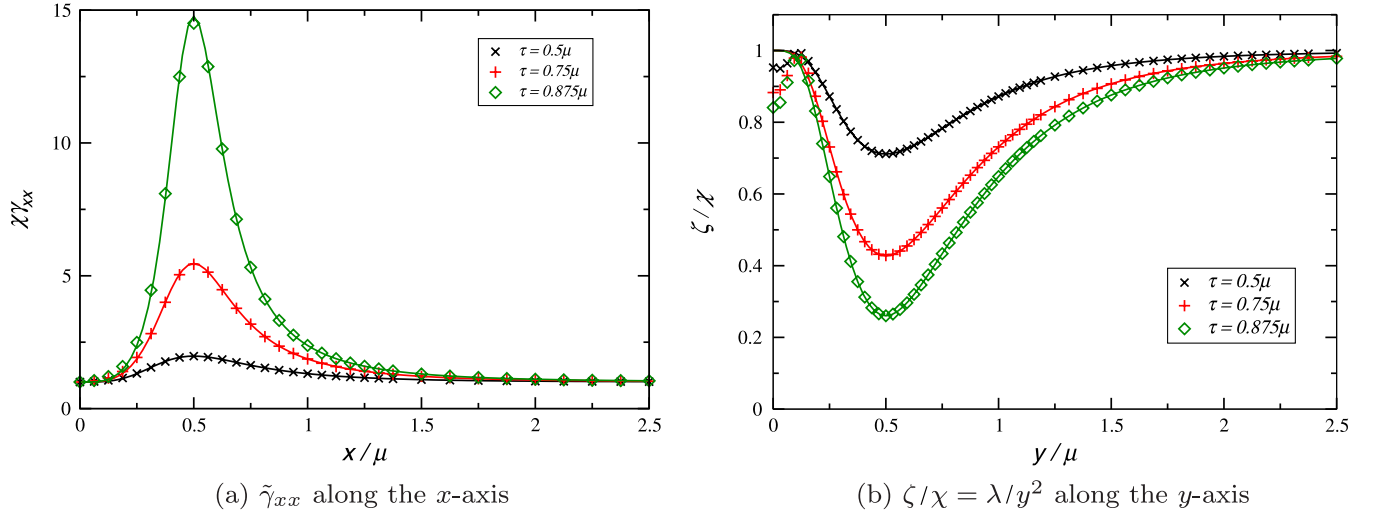 15
10
5
0
χγxx
τ = 0.5μ
τ = 0.75μ
τ = 0.875μ
0 0.5 1 1.5 2 2.5
x / μ
(a) γ̃xx along the x-axis
1
0.8
0.6
0.4
0.2
0
ζ / χ
τ = 0.5μ
τ = 0.75μ
τ = 0.875μ
0 0.5 1 1.5 2 2.5
y / μ
(b) ζ/χ = λ/y² along the y-axis